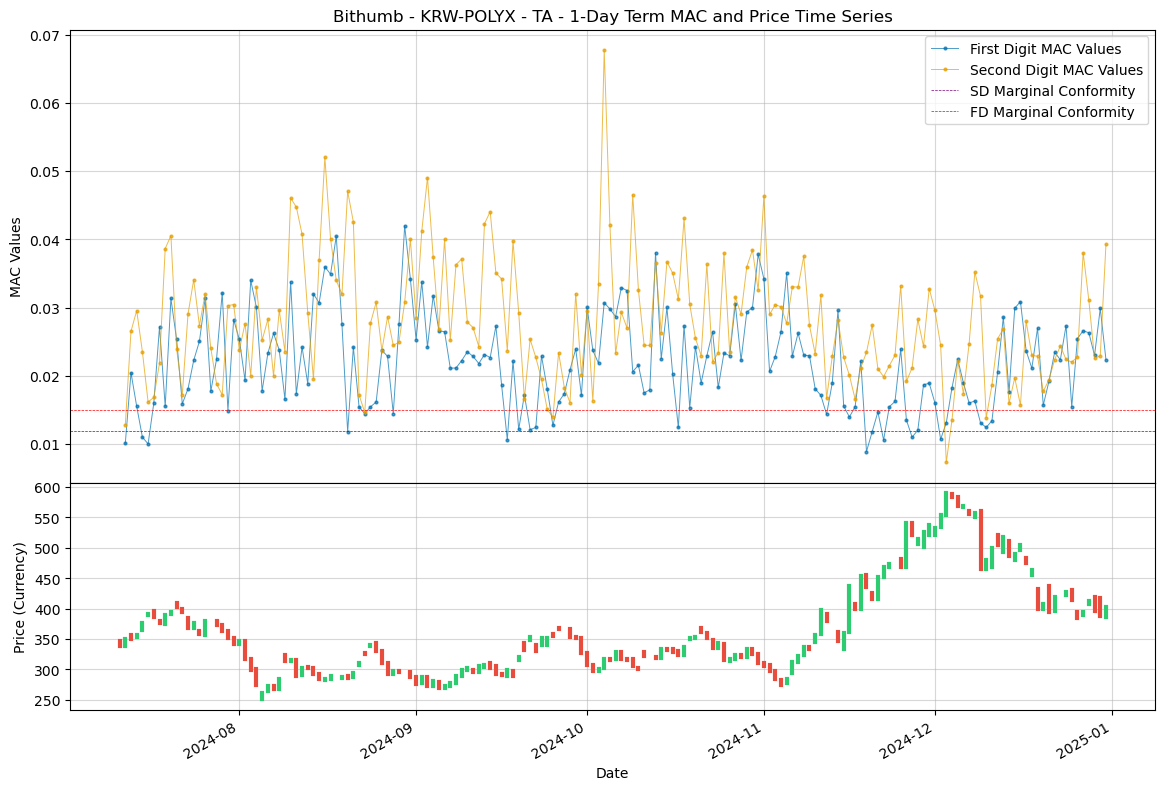 Bithumb - KRW-POLYX - TA - 1-Day Term MAC and Price Time Series
First Digit MAC Values
Second Digit MAC Values
SD Marginal Conformity
FD Marginal Conformity
MAC Values
0.07
0.06
0.05
0.04
0.03
0.02
0.01
Price (Currency)
600
550
500
450
400
350
300
250
2024-08
2024-09
2024-10
2024-11
2024-12
2025-01
Date